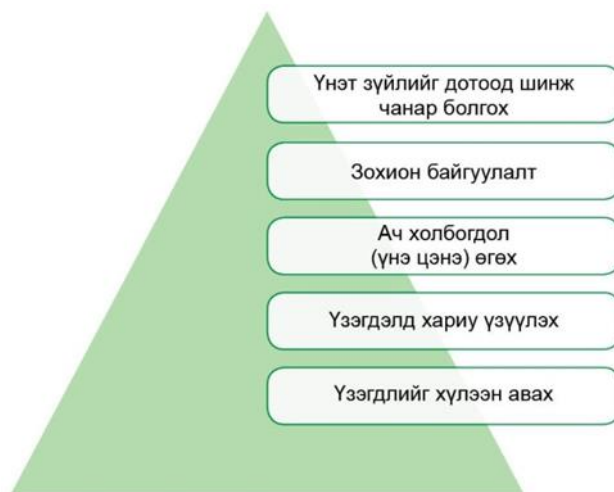 Үнэт зүйлийг дотоод шинж
чанар болгох
Зохион байгуулалт
Ач холбогдол
(үнэ цэнэ) өгөх
Үзэгдэлд хариу үзүүлэх
Үзэгдлийг хүлээн авах